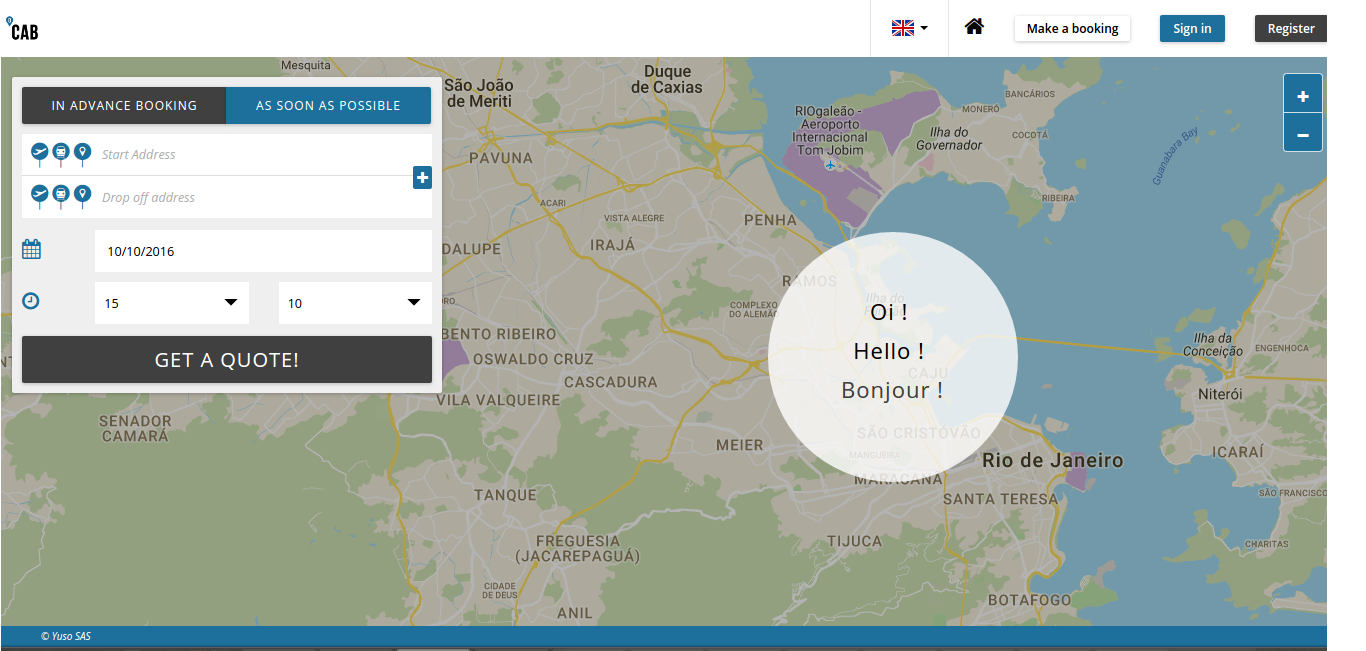 CAB
Make a booking
Sign in
Register
IN ADVANCE BOOKING
AS SOON AS POSSIBLE
Start Address
Drop off address
10/10/2016
15
10
GET A QUOTE!
+
−
Mesquita
São João
de Meriti
Duque
de Caxias
RIOgaleão -
Aeroporto
Internacional
Tom Jobim
BANCÁRIOS
MONERÓ
Ilha do
Governador
COCOTÁ
Guanabara Bay
PAVUNA
ACARI
VISTA ALEGRE
PENHA
RIBEIRA
DALUPE
IRAJÁ
RAMOS
Ilha do
COMPLEXO
DO ALEMÃ
Oi !
Hello !
Bonjour !
BENTO RIBEIRO
OSWALDO CRUZ
CASCADURA
VILA VALQUEIRE
CAJU
Ilha da
Conceição
ENGENHOCA
Niterói
SENADOR
CAMARÁ
MEIER
SÃO CRISTÓVÃO
MANGUEIRA
MARACANÃ
Rio de Janeiro
ICARAÍ
TANQUE
SANTA TERESA
SÃO FRANCISCO
FREGUESIA
(JACAREPAGUÁ)
TIJUCA
CHARITAS
CIDADE
DE DEUS
BOTAFOGO
ANIL
© Yuso SAS